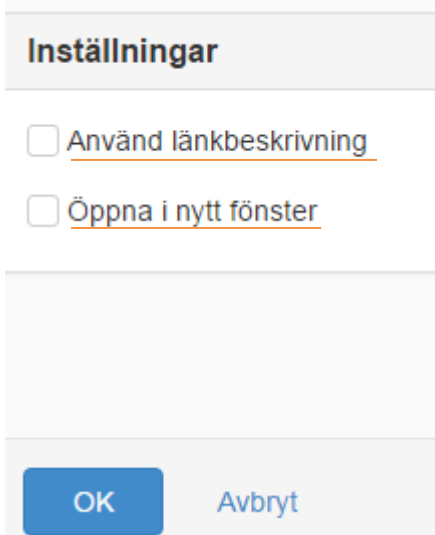 Inställningar
Använd länkbeskrivning
Öppna i nytt fönster
OK Avbryt